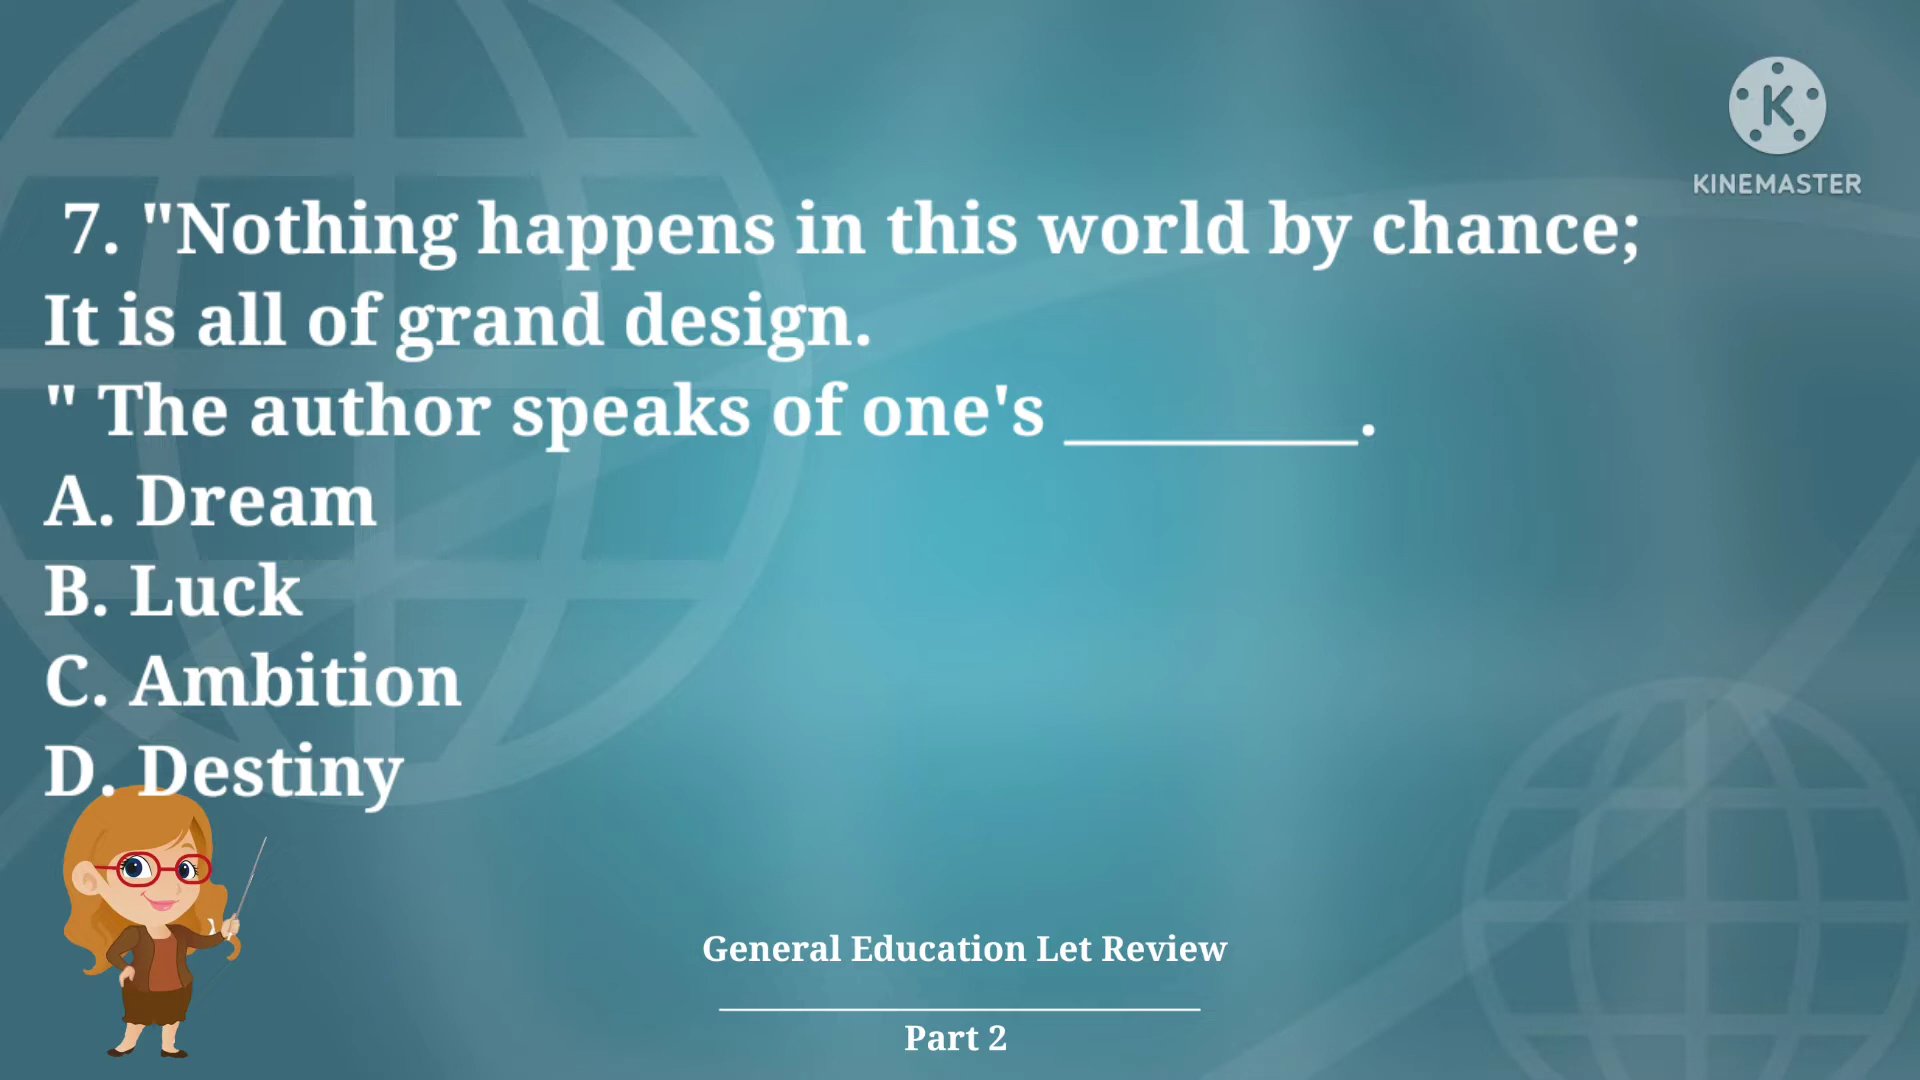 KINEMASTER
7. "Nothing happens in this world by chance;
It is all of grand design.
" The author speaks of one's _________.
A. Dream
B. Luck
C. Ambition
D. Destiny
General Education Let Review
Part 2